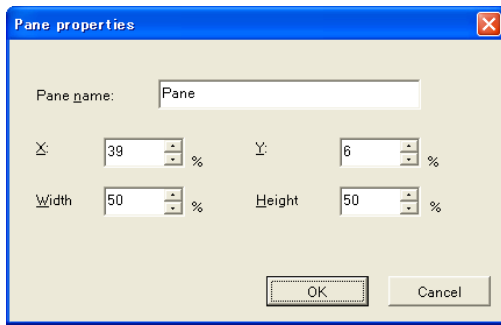 Pane properties
Pane name: Pane
X: 39 % Y: 6 %
Width 50 % Height 50 %
OK Cancel